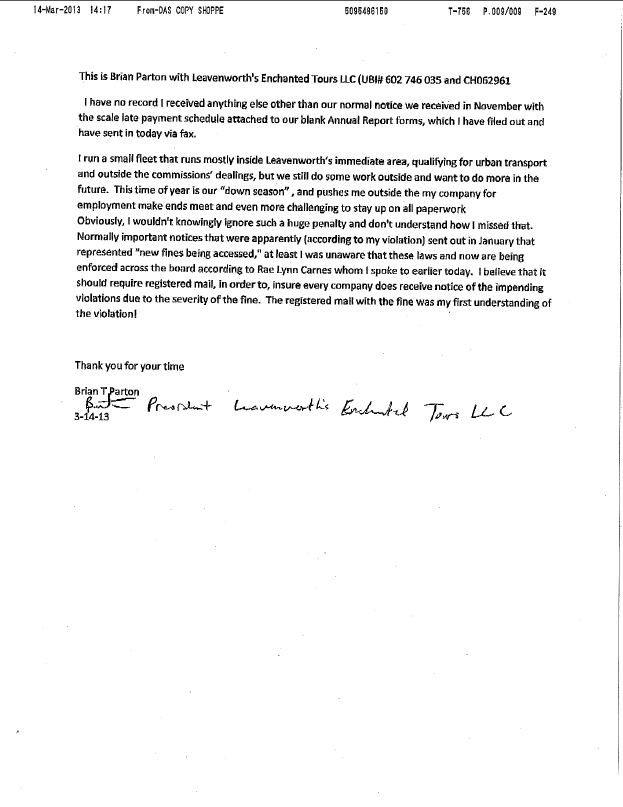 14-Mar-2013 14:17 From-DAS COPY SHOPPE 5095486150 T-756 P.009/009 F-249
This is Brian Parton with Leavenworth's Enchanted Tours LLC (UBI# 602 746 035 and CH062961
I have no record I received anything else other than our normal notice we received in November with
the scale late payment schedule attached to our blank Annual Report forms, which I have filed out and
have sent in today via fax.
I run a small fleet that runs mostly inside Leavenworth's immediate area, qualifying for urban transport
and outside the commissions' dealings, but we still do some work outside and want to do more in the
future. This time of year is our "down season" , and pushes me outside the my company for
employment make ends meet and even more challenging to stay up on all paperwork
Obviously, I wouldn't knowingly ignore such a huge penalty and don't understand how I missed that.
Normally important notices that were apparently (according to my violation) sent out in January that
represented "new fines being accessed," at least I was unaware that these laws and now are being
enforced across the board according to Rae Lynn Carnes whom I spoke to earlier today. I believe that it
should require registered mail, in order to, insure every company does receive notice of the impending
violations due to the severity of the fine. The registered mail with the fine was my first understanding of
the violation!
Thank you for your time
Brian T Parton
President Leavenworth's Enchanted Tours LLC
3-14-13